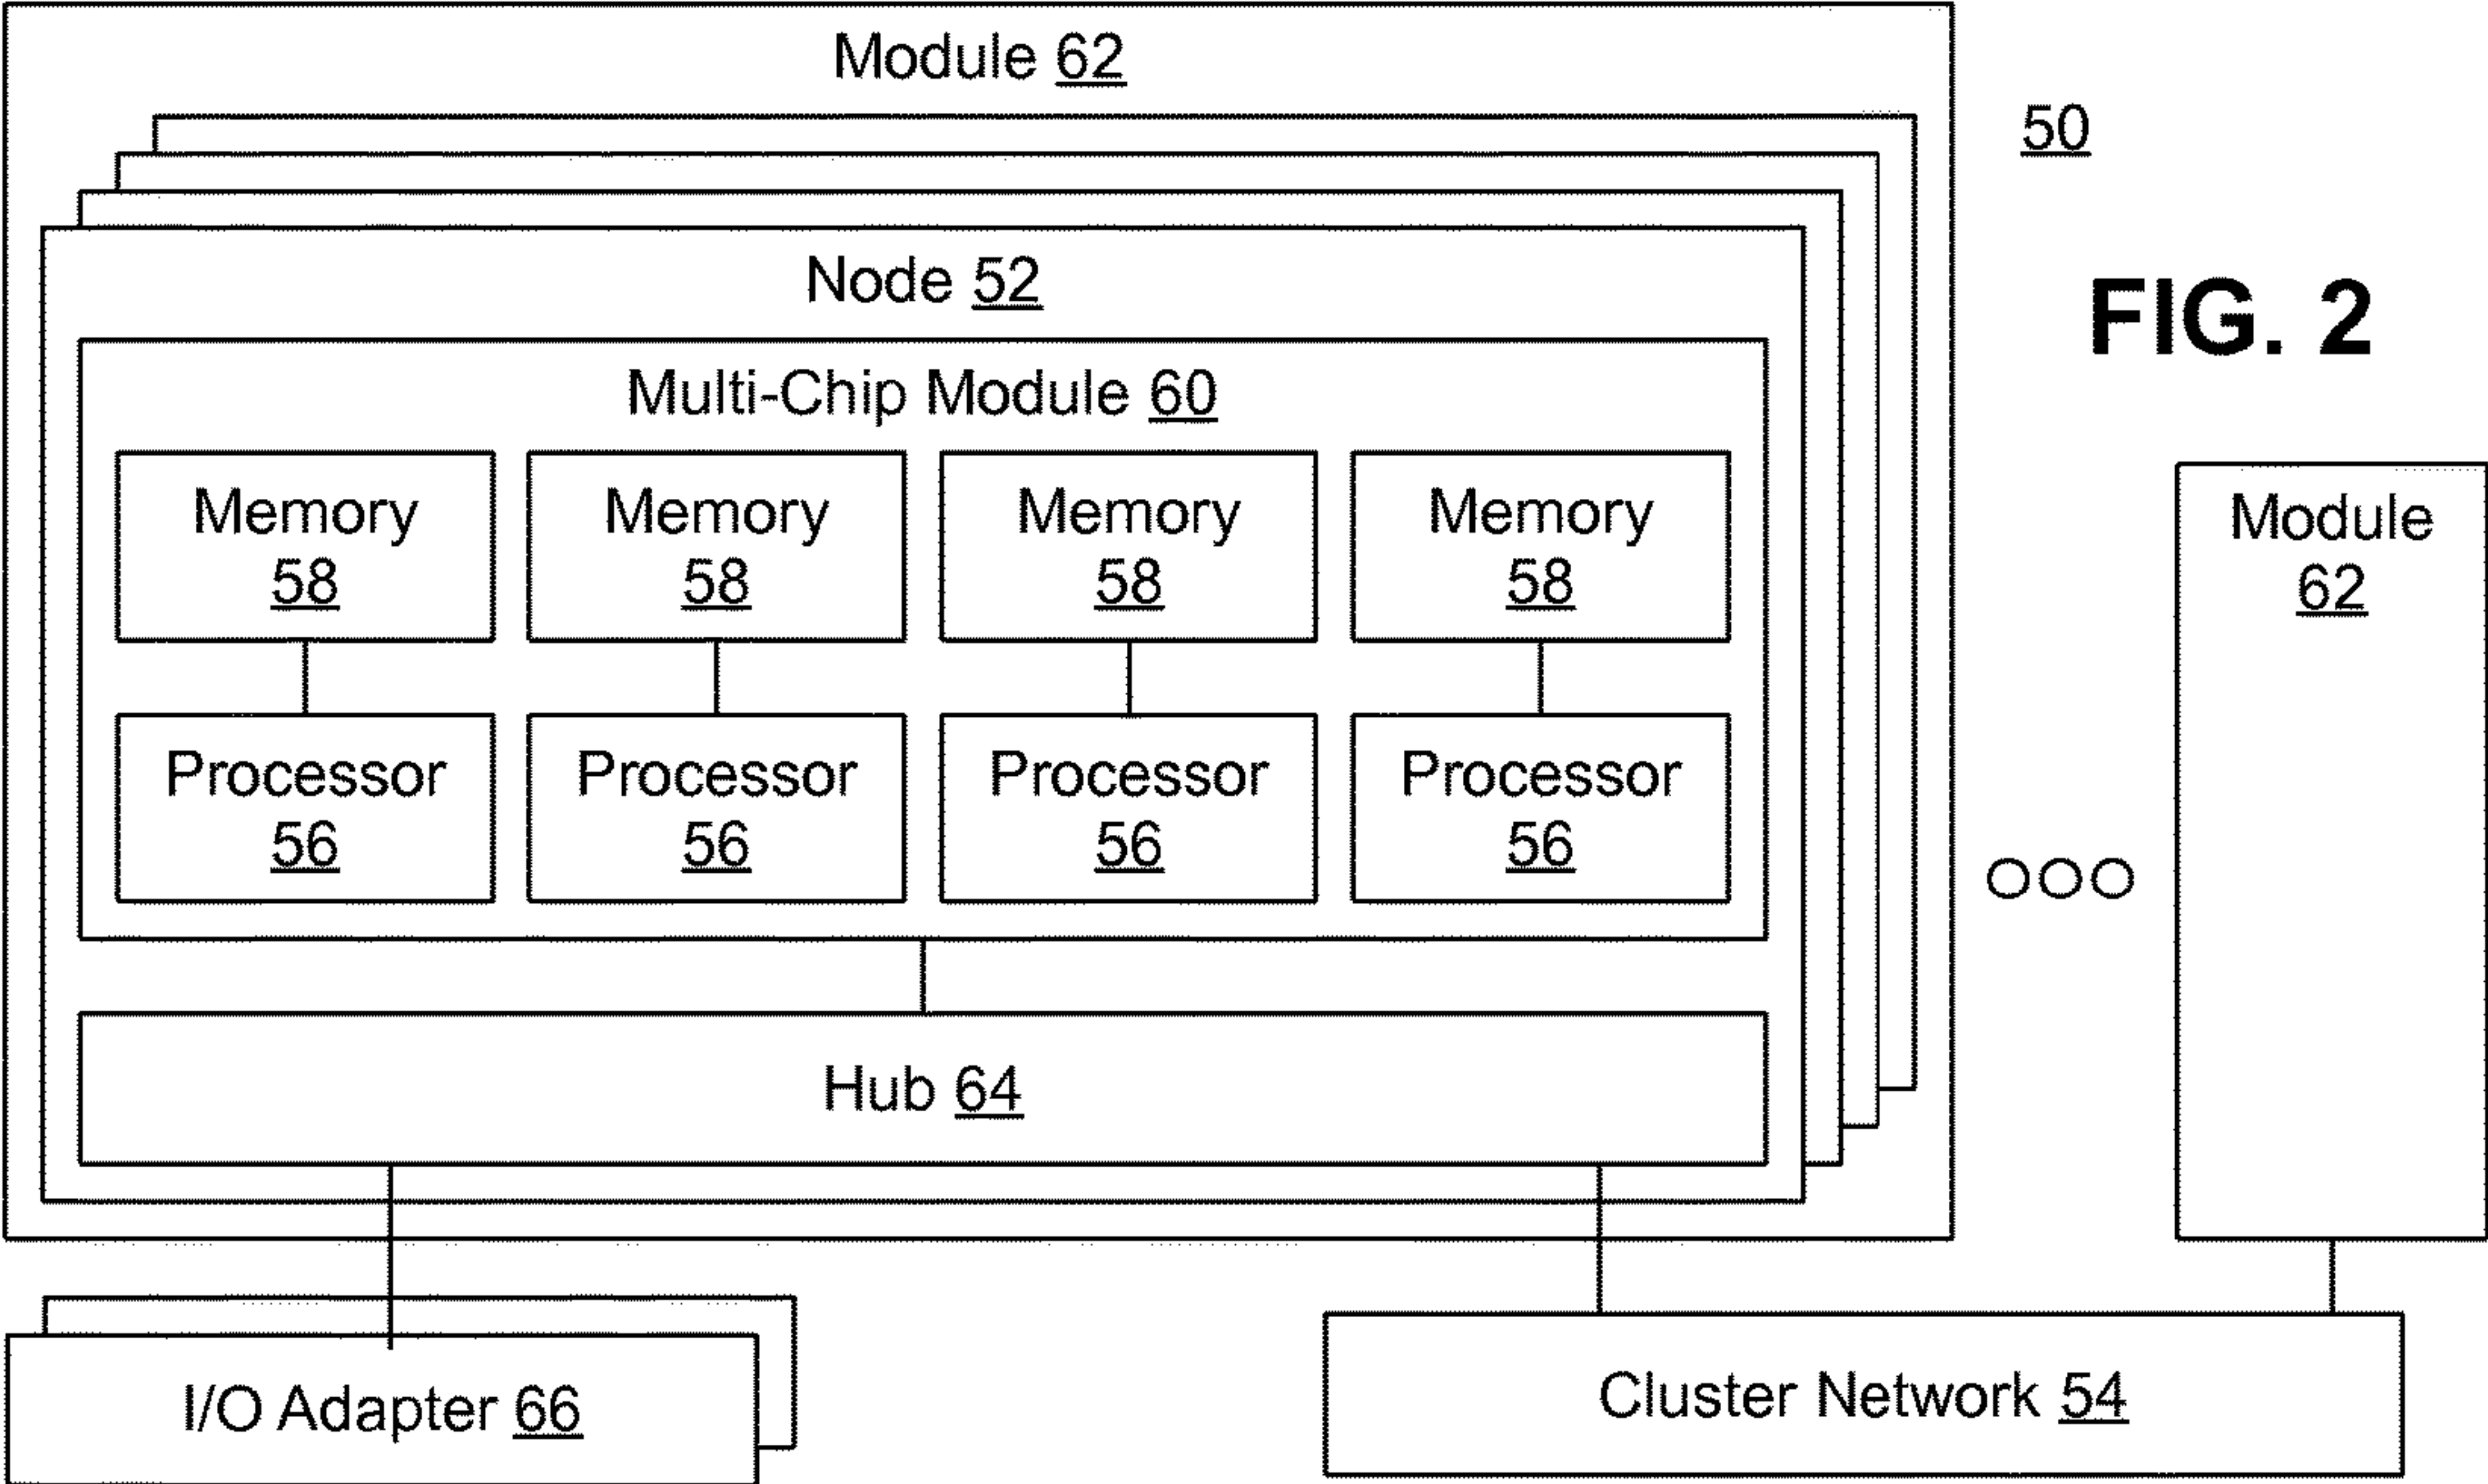 Module 62
50
FIG. 2
Node 52
Multi-Chip Module 60
Memory
58
Memory
58
Memory
58
Memory
58
Module
62
Processor
56
Processor
56
Processor
56
Processor
56
Hub 64
I/O Adapter 66
Cluster Network 54